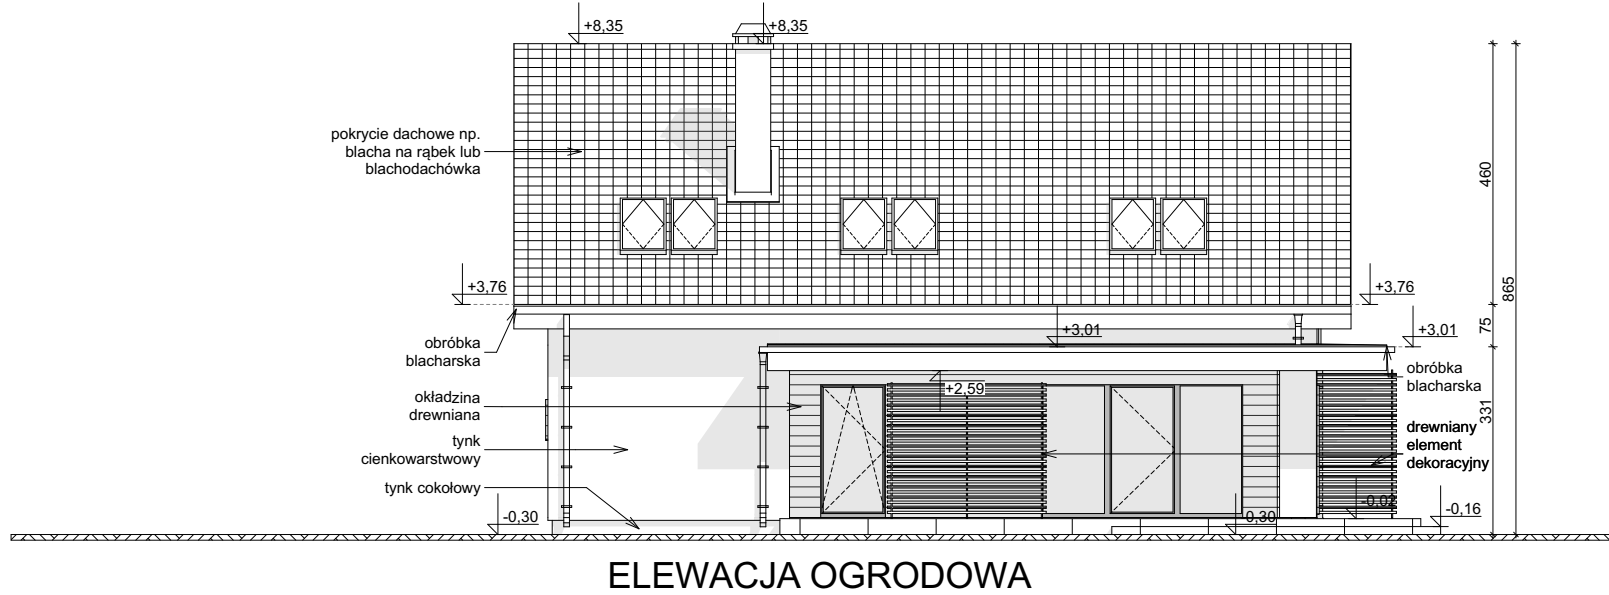 +8,35
+8,35
pokrycie dachowe np.
blacha na rąbek lub
blachodachówka
460
+3,76
+3,76
865
75
+3,01
+3,01
obróbka
blacharska
obróbka
blacharska
+2,59
okładzina
drewniana
331
tynk
cienkowarstwowy
drewniany
element
dekoracyjny
tynk cokołowy
-0,30
-0,30
-0,02
-0,16
ELEWACJA OGRODOWA